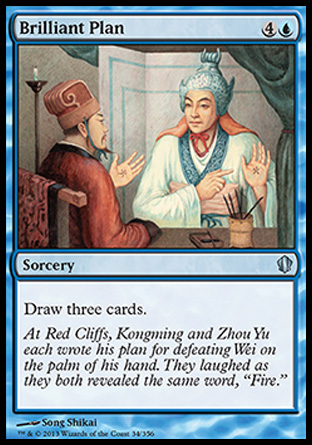 Brilliant Plan 4
Sorcery
Draw three cards.
At Red Cliffs, Kongming and Zhou Yu
each wrote his plan for defeating Wei on
the palm of his hand. They laughed as
they both revealed the same word, “Fire.”
Song Shikai
™ & © 2013 Wizards of the Coast 34/356